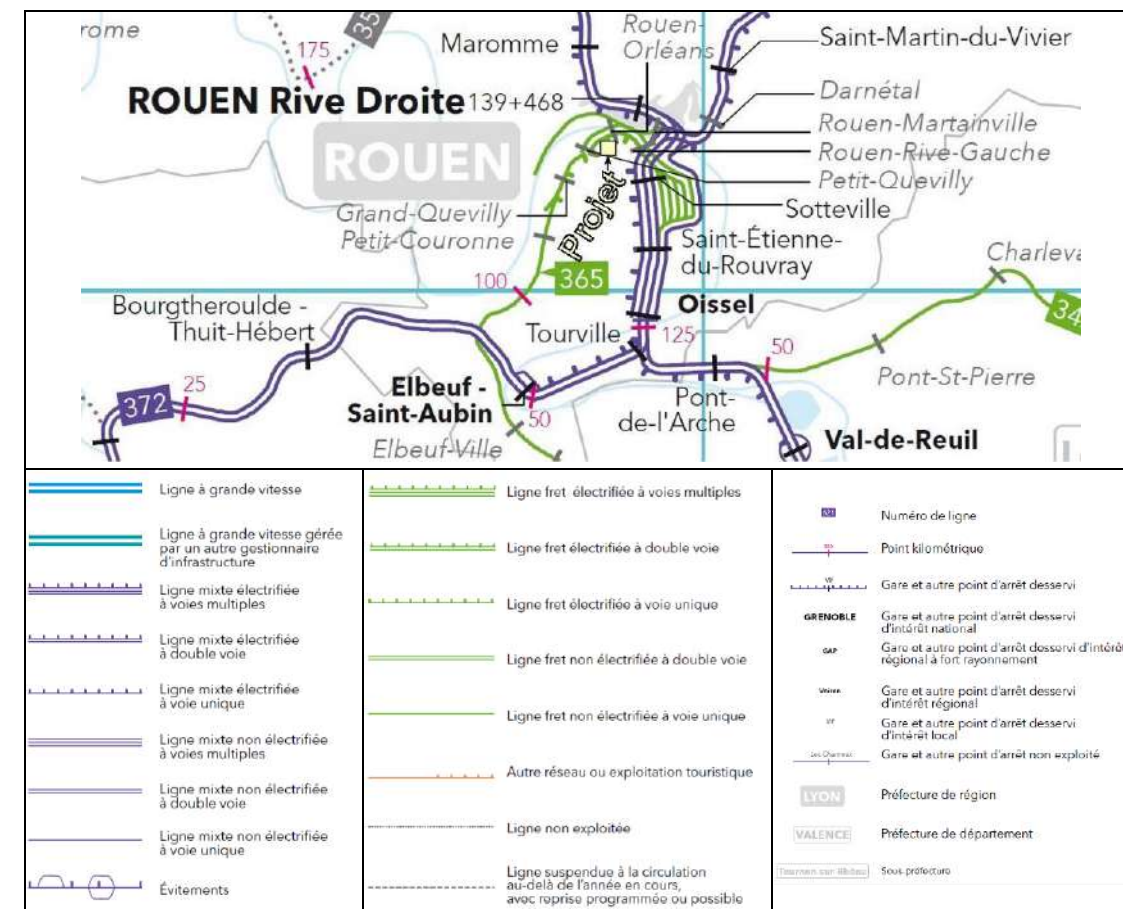 rome
175
35
Maromme
Rouen-
Orléans
Saint-Martin-du-Vivier
ROUEN Rive Droite
139+468
Darnétal
Rouen-Martainville
ROUEN
Rouen-Rive-Gauche
Petit-Quevilly
Projet
Sotteville
Grand-Quevilly
Petit-Couronne
Saint-Étienne-
du-Rouvray
Charleva
365
100
Oissel
Bourgtheroulde -
Thuit-Hébert
34
Tourville
125
50
25
372
Elbeuf -
Saint-Aubin
50
Pont-
de-l'Arche
Pont-St-Pierre
Elbeuf-Ville
Val-de-Reuil
Ligne à grande vitesse
Ligne à grande vitesse gérée
par un autre gestionnaire
d'infrastructure
Ligne mixte électrifiée
à voies multiples
Ligne mixte électrifiée
à double voie
Ligne mixte électrifiée
à voie unique
Ligne mixte non électrifiée
à voies multiples
Ligne mixte non électrifiée
à double voie
Ligne mixte non électrifiée
à voie unique
Évitements
Ligne fret électrifiée à voies multiples
Ligne fret électrifiée à double voie
Ligne fret électrifiée à voie unique
Ligne fret non électrifiée à double voie
Ligne fret non électrifiée à voie unique
Autre réseau ou exploitation touristique
Ligne non exploitée
Ligne suspendue à la circulation
au-delà de l'année en cours,
avec reprise programmée ou possible
Numéro de ligne
Point kilométrique
Gare et autre point d'arrêt desservi
GRENOBLE
Gare et autre point d'arrêt desservi
d'intérêt national
GAP
Gare et autre point d'arrêt desservi d'intérêt
régional à fort rayonnement
Voiron
Gare et autre point d'arrêt desservi
d'intérêt régional
Gare et autre point d'arrêt desservi
d'intérêt local
Gare et autre point d'arrêt non exploité
LYON
Préfecture de région
VALENCE
Préfecture de département
Tournon sur Rhône
Sous-préfecture